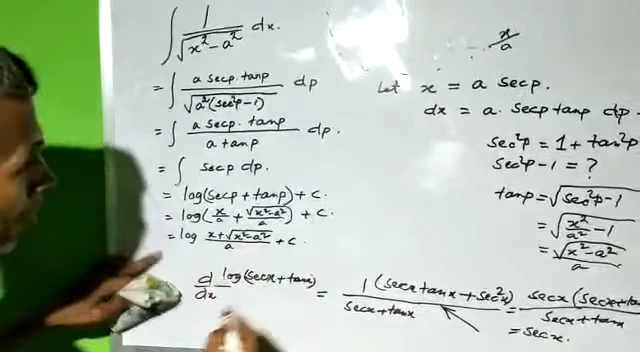 ∫ 1/√(x²-a²) dx.
= ∫ a secp. tanp/√(a²(sec²p-1)) dp
= ∫ a secp. tanp/a tanp dp.
= ∫ secp dp.
= log(secp + tanp) + c.
= log(x/a + √(x²-a²)/a) + c.
= log (x+√(x²-a²))/a + c.
x/a
Let x = a secp.
dx = a. secp tanp dp.
sec²p = 1 + tan²p
sec²p - 1 = ?
tanp = √(sec²p-1)
= √(x²/a² - 1)
= √(x²-a²)/a
d/dx log(secx + tanx) = 1 (secx tanx + sec²x)/(secx+tanx) = secx (secx+tan/secx+tanx
= secx.